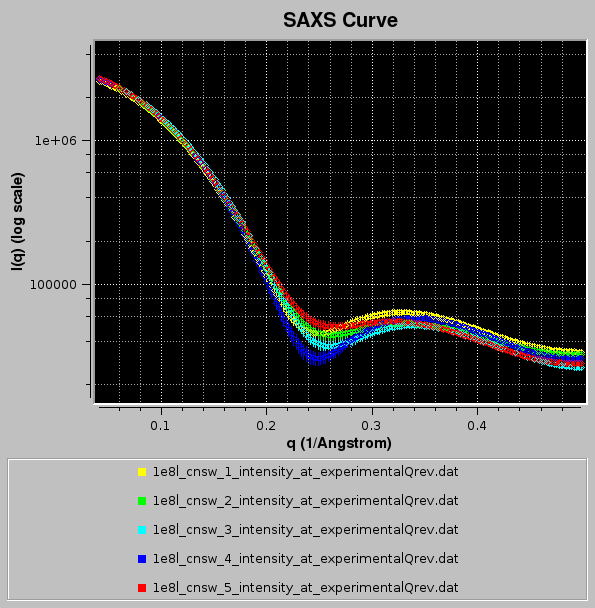 SAXS Curve
I(q) (log scale)
1e+06
100000
0.1 0.2 0.3 0.4
q (1/Angstrom)
1e8l_cnsw_1_intensity_at_experimentalQrev.dat
1e8l_cnsw_2_intensity_at_experimentalQrev.dat
1e8l_cnsw_3_intensity_at_experimentalQrev.dat
1e8l_cnsw_4_intensity_at_experimentalQrev.dat
1e8l_cnsw_5_intensity_at_experimentalQrev.dat